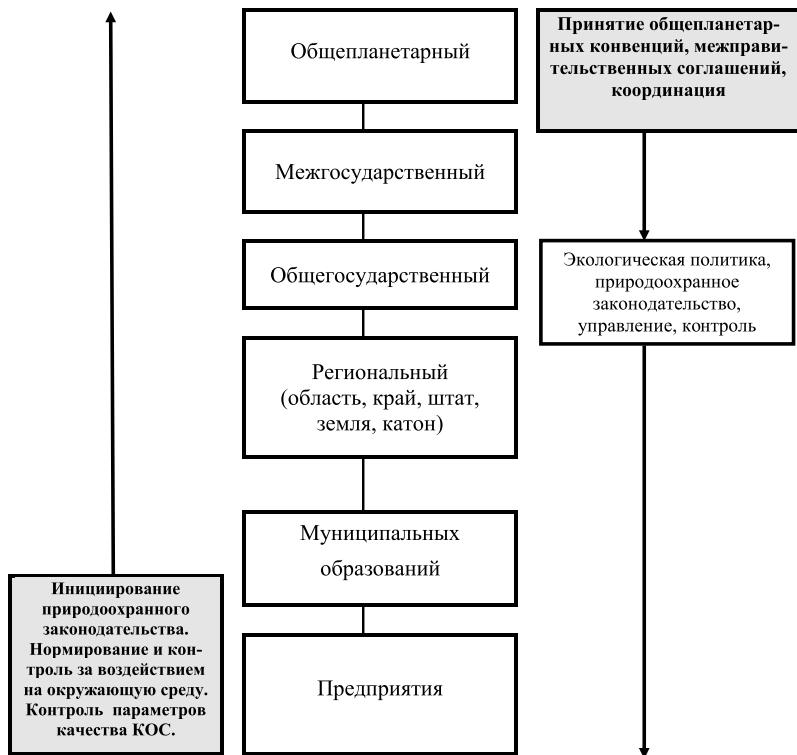 Общепланетарный
Принятие общепланетар-
ных конвенций, межправи-
тельственных соглашений,
координация
Межгосударственный
Общегосударственный
Экологическая политика,
природоохранное
законодательство,
управление, контроль
Региональный
(область, край, штат,
земля, катон)
Муниципальных
образований
Инициирование
природоохранного
законодательства.
Нормирование и кон-
троль за воздействием
на окружающую среду.
Контроль параметров
качества КОС.
Предприятия